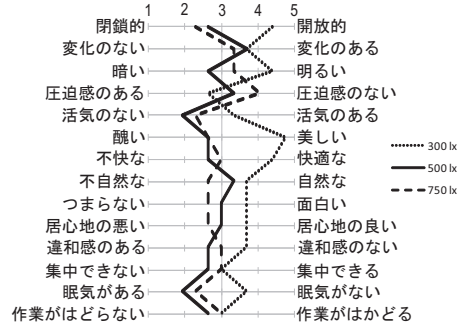 1 2 3 4 5
閉鎖的 開放的
変化のない 変化のある
暗い 明るい
圧迫感のある 圧迫感のない
活気のない 活気のある
醜い 美しい
不快な 快適な
不自然な 自然な
つまらない 面白い
居心地の悪い 居心地の良い
違和感のある 違和感のない
集中できない 集中できる
眠気がある 眠気がない
作業がはどらない 作業がはかどる
300 lx
500 lx
750 lx